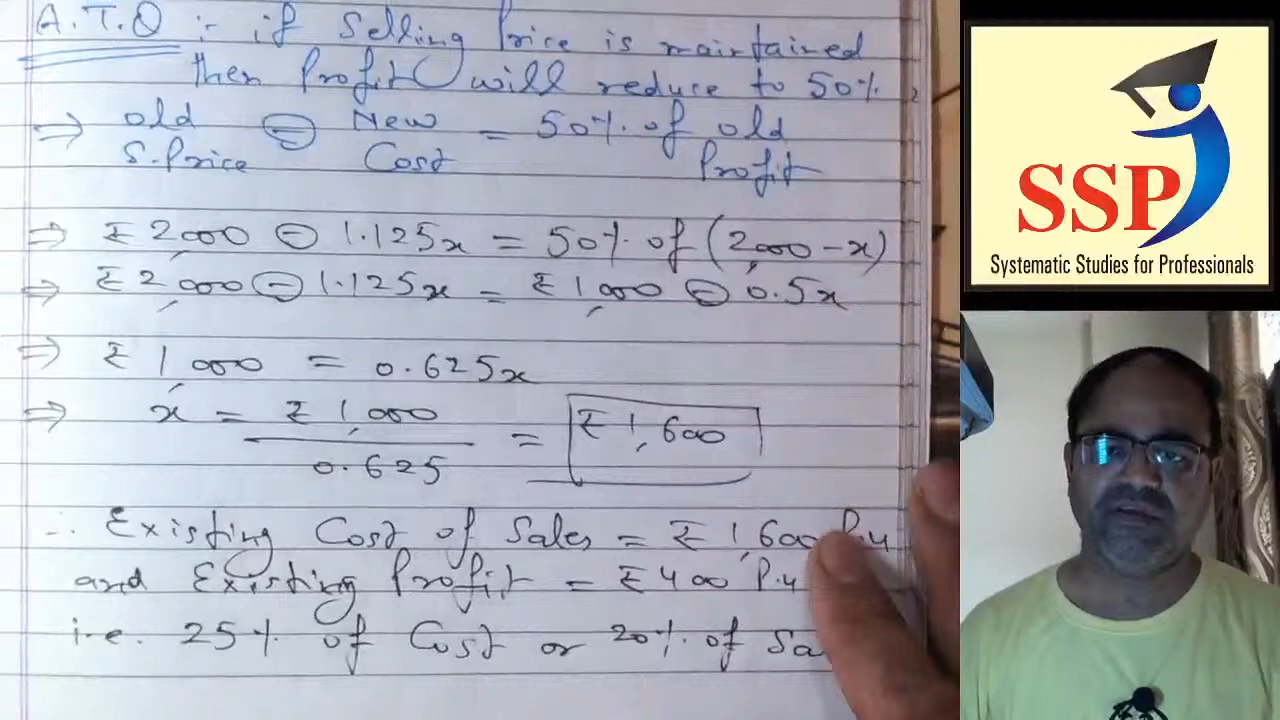 A.T.Q :- if Selling Price is maintained
then Profit will reduce to 50%.
⇒ old S.Price ⊖ New Cost = 50% of old Profit
⇒ ₹2,000 ⊖ 1.125x = 50% of (2,000 - x)
⇒ ₹2,000 ⊖ 1.125x = ₹1,000 ⊖ 0.5x
⇒ ₹1,000 = 0.625x
⇒ x = ₹1,000 / 0.625 = ₹1,600
∴ Existing Cost of Sales = ₹1,600 P.u
and Existing Profit = ₹400 P.u
i.e. 25% of Cost or 20% of Sa
SSP
Systematic Studies for Professionals